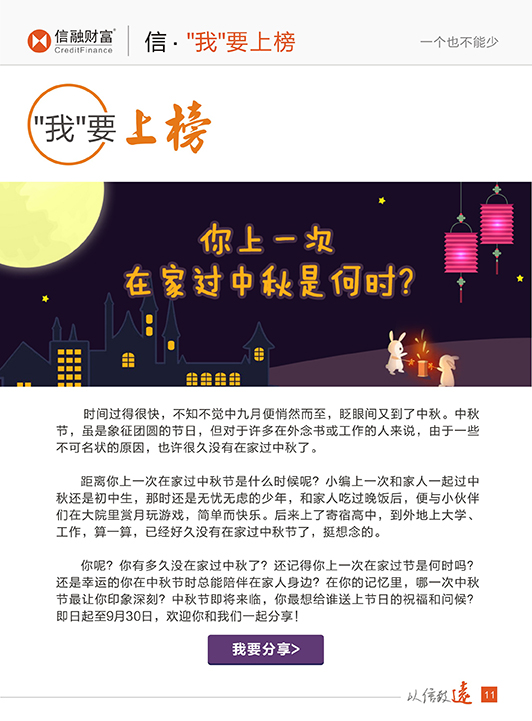 信融财富®
CreditFinance
信·"我"要上榜
一个也不能少
"我"要上榜
你上一次
在家过中秋是何时?
时间过得很快，不知不觉中九月便悄然而至，眨眼间又到了中秋。中秋
节，虽是象征团圆的节日，但对于许多在外念书或工作的人来说，由于一些
不可名状的原因，也许很久没有在家过中秋了。
距离你上一次在家过中秋节是什么时候呢？小编上一次和家人一起过中
秋还是初中生，那时还是无忧无虑的少年，和家人吃过晚饭后，便与小伙伴
们在大院里赏月玩游戏，简单而快乐。后来上了寄宿高中，到外地上大学、
工作，算一算，已经好久没有在家过中秋节了，挺想念的。
你呢？你有多久没在家过中秋了？还记得你上一次在家过节是何时吗？
还是幸运的你在中秋节时总能陪伴在家人身边？在你的记忆里，哪一次中秋
节最让你印象深刻？中秋节即将来临，你最想给谁送上节日的祝福和问候？
即日起至9月30日，欢迎你和我们一起分享！
我要分享>
以信致遠
11